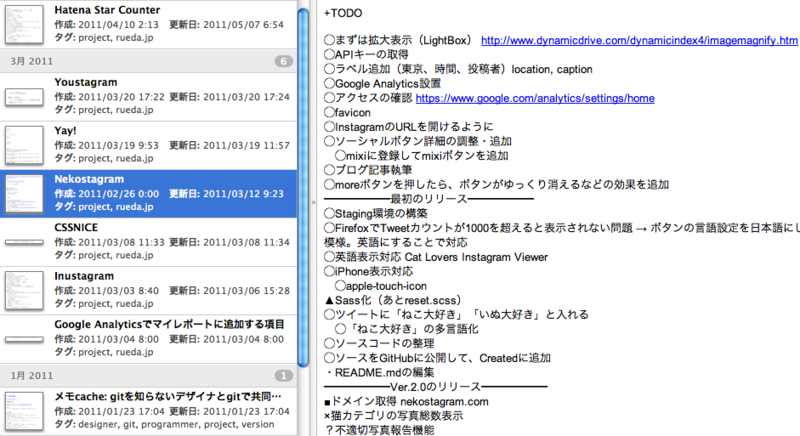 Hatena Star Counter
作成: 2011/04/10 2:13 更新日: 2011/05/07 6:54
タグ: project, rueda.jp
3月 2011 6
Youstagram
作成: 2011/03/20 17:22 更新日: 2011/03/20 17:24
タグ: project, rueda.jp
Yay!
作成: 2011/03/19 9:53 更新日: 2011/03/19 11:57
タグ: project, rueda.jp
Nekostagram
作成: 2011/02/26 0:00 更新日: 2011/03/12 9:23
タグ: project, rueda.jp
CSSNICE
作成: 2011/03/08 11:33 更新日: 2011/03/08 11:34
タグ: project, rueda.jp
Inustagram
作成: 2011/03/03 8:40 更新日: 2011/03/06 15:28
タグ: project, rueda.jp
Google Analyticsでマイレポートに追加する項目
作成: 2011/03/04 8:00 更新日: 2011/03/04 8:00
タグ: project, rueda.jp
1月 2011 1
メモcache: gitを知らないデザイナとgitで共同…
作成: 2011/01/23 17:04 更新日: 2011/01/23 17:04
タグ: designer, git, programmer, project, version
+TODO
◯まずは拡大表示（LightBox） http://www.dynamicdrive.com/dynamicindex4/imagemagnify.htm
◯APIキーの取得
◯ラベル追加（東京、時間、投稿者）location, caption
◯Google Analytics設置
◯アクセスの確認 https://www.google.com/analytics/settings/home
◯favicon
◯InstagramのURLを開けるように
◯ソーシャルボタン詳細の調整・追加
◯mixiに登録してmixiボタンを追加
◯ブログ記事執筆
◯moreボタンを押したら、ボタンがゆっくり消えるなどの効果を追加
━━━━━━最初のリリース━━━━━━
◯Staging環境の構築
◯FirefoxでTweetカウントが1000を超えると表示されない問題 → ボタンの言語設定を日本語にし
模様。英語にすることで対応
◯英語表示対応 Cat Lovers Instagram Viewer
◯iPhone表示対応
◯apple-touch-icon
▲Sass化（あとreset.scss）
◯ツイートに「ねこ大好き」「いぬ大好き」と入れる
◯「ねこ大好き」の多言語化
◯ソースコードの整理
◯ソースをGitHubに公開して、Createdに追加
・README.mdの編集
━━━━━━Ver.2.0のリリース━━━━━━
■ドメイン取得 nekostagram.com
×猫カテゴリの写真総数表示
？不適切写真報告機能